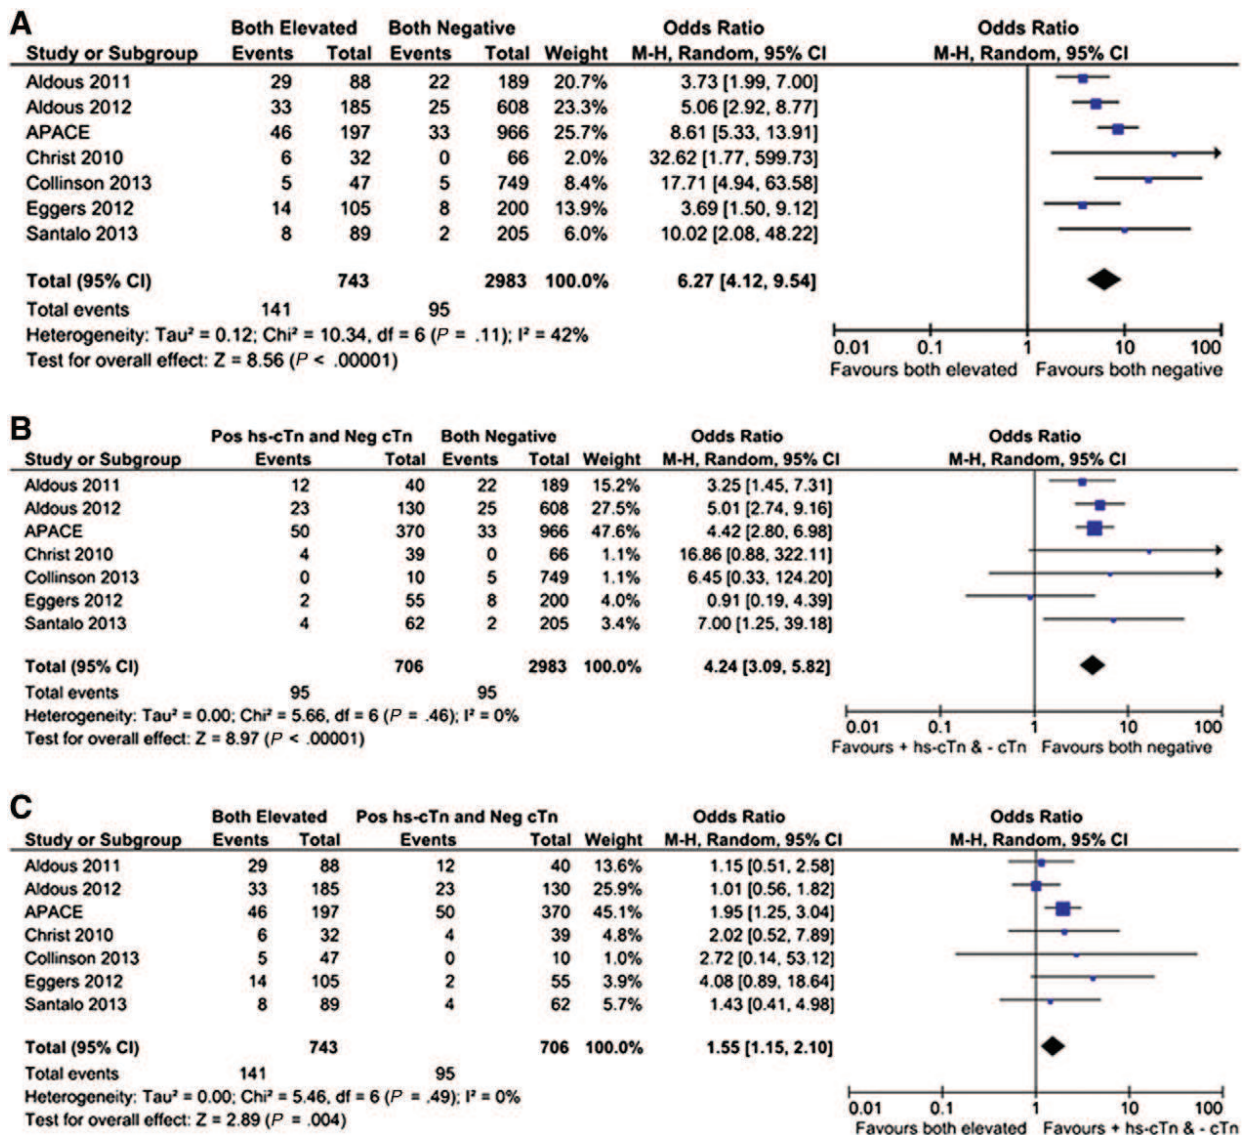 A
Both Elevated Both Negative Odds Ratio Odds Ratio
Study or Subgroup Events Total Events Total Weight M-H, Random, 95% CI M-H, Random, 95% CI
Aldous 2011 29 88 22 189 20.7% 3.73 [1.99, 7.00]
Aldous 2012 33 185 25 608 23.3% 5.06 [2.92, 8.77]
APACE 46 197 33 966 25.7% 8.61 [5.33, 13.91]
Christ 2010 6 32 0 66 2.0% 32.62 [1.77, 599.73]
Collinson 2013 5 47 5 749 8.4% 17.71 [4.94, 63.58]
Eggers 2012 14 105 8 200 13.9% 3.69 [1.50, 9.12]
Santalo 2013 8 89 2 205 6.0% 10.02 [2.08, 48.22]
Total (95% CI) 743 2983 100.0% 6.27 [4.12, 9.54]
Total events 141 95
Heterogeneity: Tau² = 0.12; Chi² = 10.34, df = 6 (P = .11); I² = 42%
Test for overall effect: Z = 8.56 (P < .00001)
0.01 0.1 1 10 100
Favours both elevated Favours both negative
B
Pos hs-cTn and Neg cTn Both Negative Odds Ratio Odds Ratio
Study or Subgroup Events Total Events Total Weight M-H, Random, 95% CI M-H, Random, 95% CI
Aldous 2011 12 40 22 189 15.2% 3.25 [1.45, 7.31]
Aldous 2012 23 130 25 608 27.5% 5.01 [2.74, 9.16]
APACE 50 370 33 966 47.6% 4.42 [2.80, 6.98]
Christ 2010 4 39 0 66 1.1% 16.86 [0.88, 322.11]
Collinson 2013 0 10 5 749 1.1% 6.45 [0.33, 124.20]
Eggers 2012 2 55 8 200 4.0% 0.91 [0.19, 4.39]
Santalo 2013 4 62 2 205 3.4% 7.00 [1.25, 39.18]
Total (95% CI) 706 2983 100.0% 4.24 [3.09, 5.82]
Total events 95 95
Heterogeneity: Tau² = 0.00; Chi² = 5.66, df = 6 (P = .46); I² = 0%
Test for overall effect: Z = 8.97 (P < .00001)
0.01 0.1 1 10 100
Favours + hs-cTn & - cTn Favours both negative
C
Both Elevated Pos hs-cTn and Neg cTn Odds Ratio Odds Ratio
Study or Subgroup Events Total Events Total Weight M-H, Random, 95% CI M-H, Random, 95% CI
Aldous 2011 29 88 12 40 13.6% 1.15 [0.51, 2.58]
Aldous 2012 33 185 23 130 25.9% 1.01 [0.56, 1.82]
APACE 46 197 50 370 45.1% 1.95 [1.25, 3.04]
Christ 2010 6 32 4 39 4.8% 2.02 [0.52, 7.89]
Collinson 2013 5 47 0 10 1.0% 2.72 [0.14, 53.12]
Eggers 2012 14 105 2 55 3.9% 4.08 [0.89, 18.64]
Santalo 2013 8 89 4 62 5.7% 1.43 [0.41, 4.98]
Total (95% CI) 743 706 100.0% 1.55 [1.15, 2.10]
Total events 141 95
Heterogeneity: Tau² = 0.00; Chi² = 5.46, df = 6 (P = .49); I² = 0%
Test for overall effect: Z = 2.89 (P = .004)
0.01 0.1 1 10 100
Favours both elevated Favours + hs-cTn & - cTn